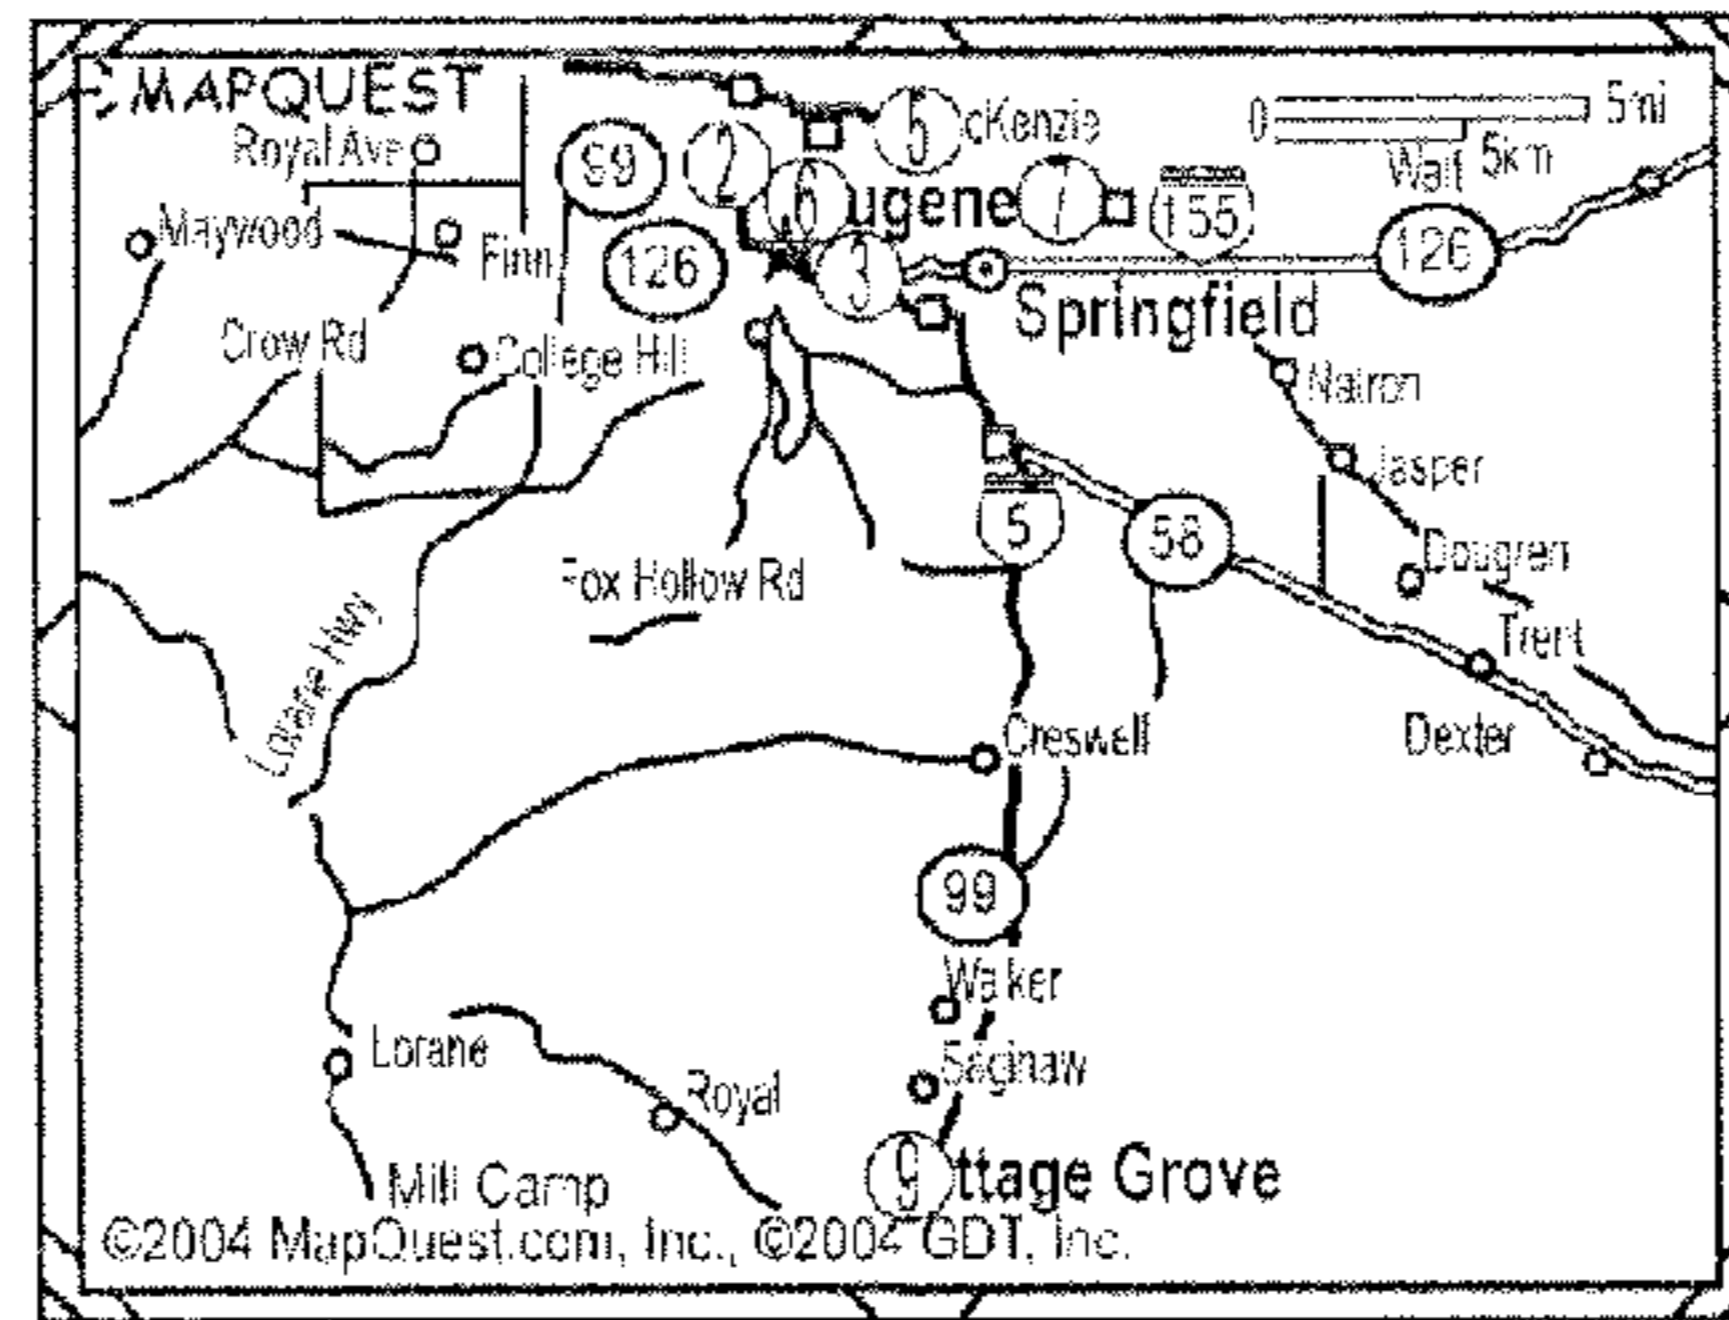 MAPQUEST
5
cKenzie
0
5mi
5km
Royal Ave
99
2
6
ugene
7
155
Walt
Maywood
Finn
126
3
126
Springfield
Crow Rd
College Hill
Natron
Jasper
5
58
Fox Hollow Rd
Dougren
Trent
Lorane Hwy
Creswell
Dexter
99
Walker
Saginaw
Lorane
Royal
9
ttage Grove
Mill Camp
©2004 MapQuest.com, Inc., ©2004 GDT, Inc.